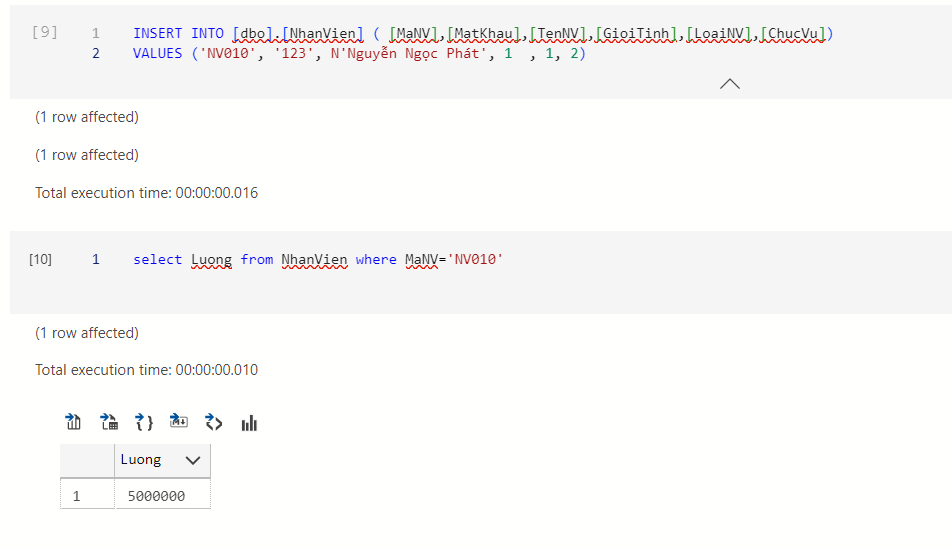 [9] 1 INSERT INTO [dbo].[NhanVien] ( [MaNV],[MatKhau],[TenNV],[GioiTinh],[LoaiNV],[ChucVu])
2 VALUES ('NV010', '123', N'Nguyễn Ngọc Phát', 1  , 1, 2)
(1 row affected)
(1 row affected)
Total execution time: 00:00:00.016
[10] 1 select Luong from NhanVien where MaNV='NV010'
(1 row affected)
Total execution time: 00:00:00.010
Luong
1 5000000